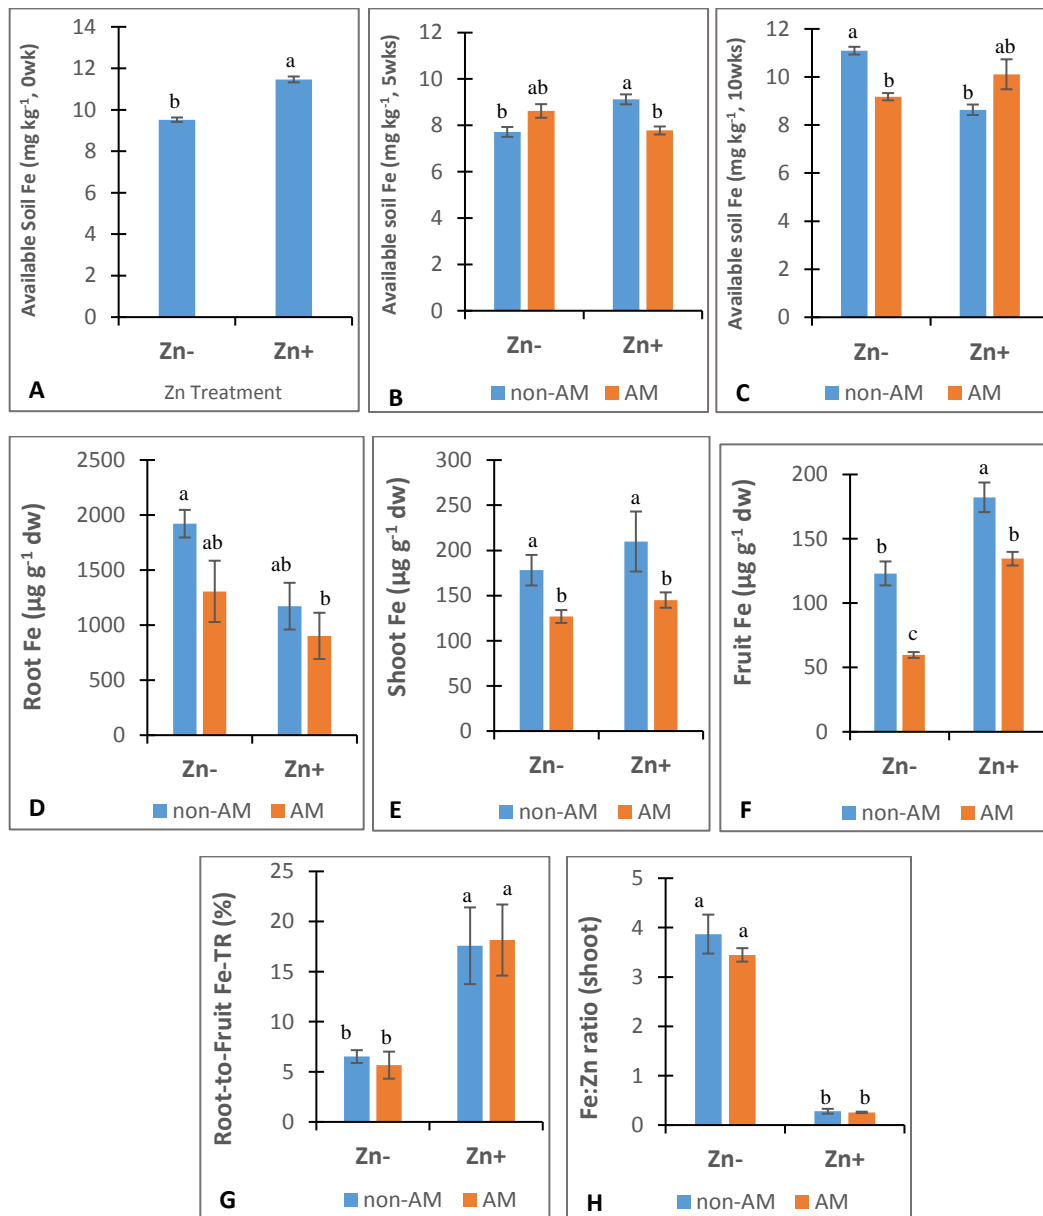 Available Soil Fe (mg kg⁻¹, 0wk)
14
12
10
8
6
4
2
0
b
a
Zn-
Zn+
Zn Treatment
A
Available soil Fe (mg kg⁻¹, 5wks)
12
10
8
6
4
2
0
b
ab
a
b
Zn-
Zn+
non-AM
AM
B
Available soil Fe (mg kg⁻¹, 10wks)
12
10
8
6
4
2
0
a
b
b
ab
Zn-
Zn+
non-AM
AM
C
Root Fe (µg g⁻¹ dw)
2500
2000
1500
1000
500
0
a
ab
ab
b
Zn-
Zn+
non-AM
AM
D
Shoot Fe (µg g⁻¹ dw)
300
250
200
150
100
50
0
a
b
a
b
Zn-
Zn+
non-AM
AM
E
Fruit Fe (µg g⁻¹ dw)
200
150
100
50
0
b
c
a
b
Zn-
Zn+
non-AM
AM
F
Root-to-Fruit Fe-TR (%)
25
20
15
10
5
0
b
b
a
a
Zn-
Zn+
non-AM
AM
G
Fe:Zn ratio (shoot)
5
4
3
2
1
0
a
a
b
b
Zn-
Zn+
non-AM
AM
H